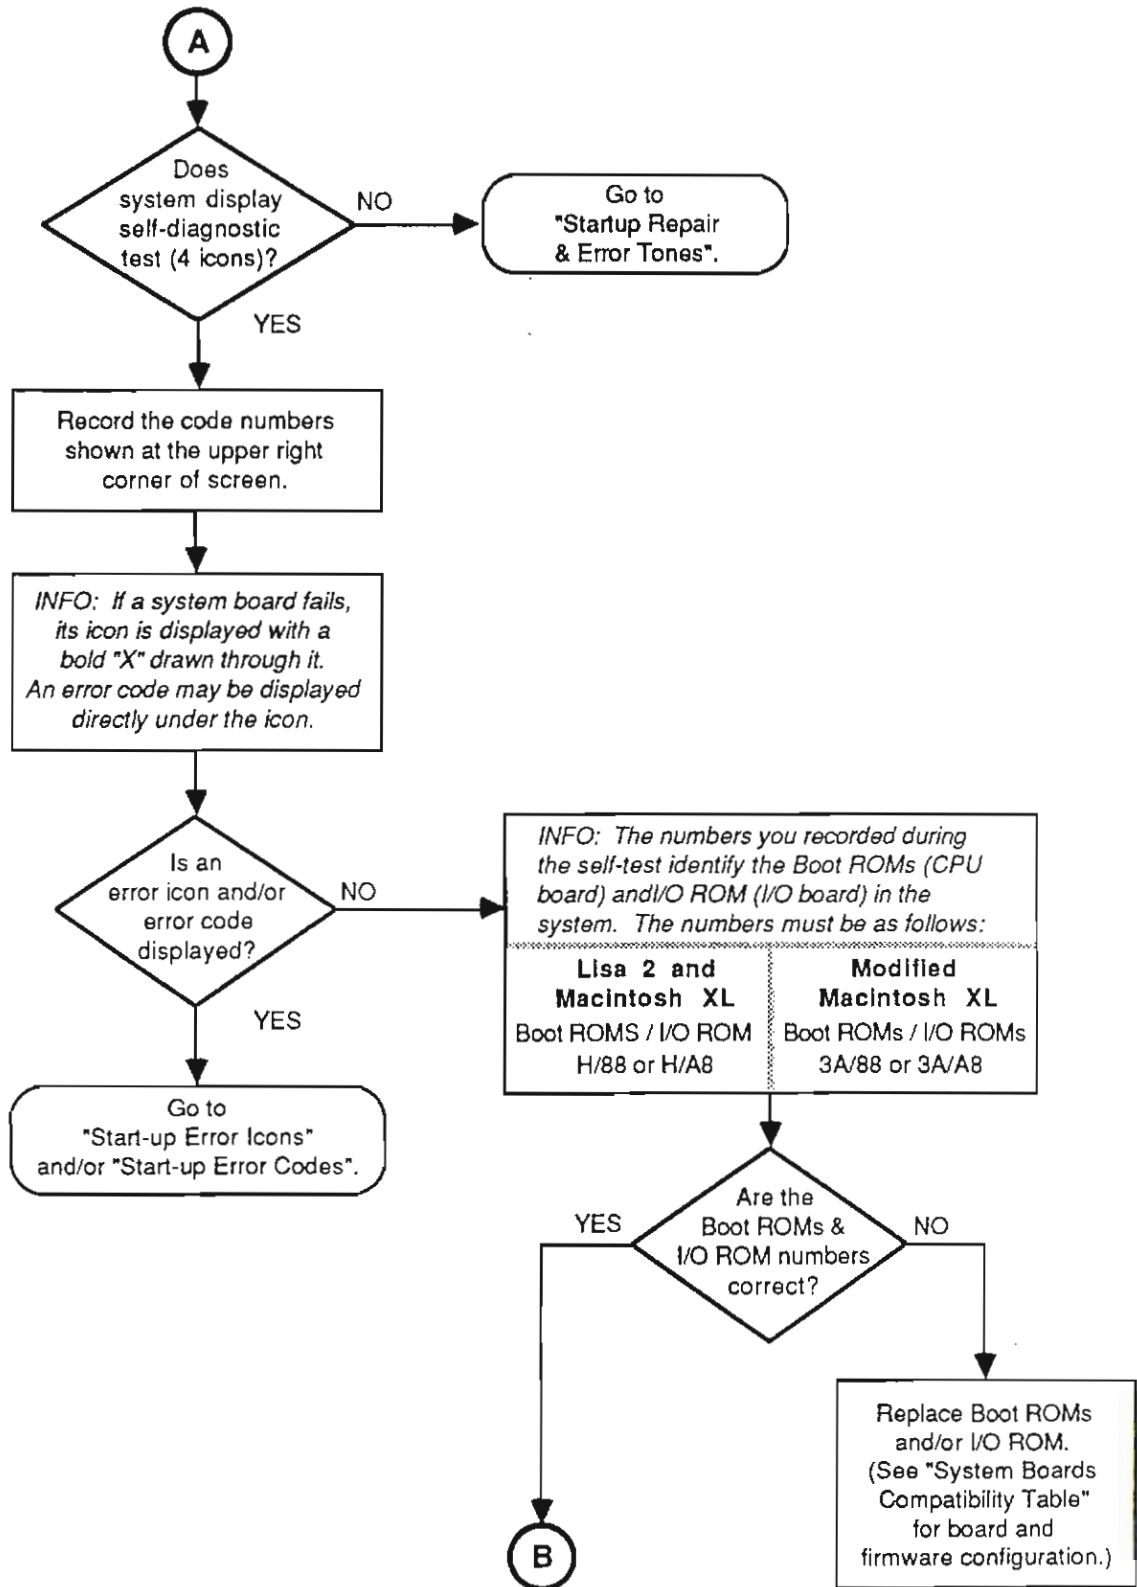 A
Does
system display
self-diagnostic
test (4 icons)?
NO
Go to
"Startup Repair
& Error Tones".
YES
Record the code numbers
shown at the upper right
corner of screen.
INFO: If a system board fails,
its icon is displayed with a
bold "X" drawn through it.
An error code may be displayed
directly under the icon.
Is an
error icon and/or
error code
displayed?
NO
YES
Go to
"Start-up Error Icons"
and/or "Start-up Error Codes".
INFO: The numbers you recorded during
the self-test identify the Boot ROMs (CPU
board) andI/O ROM (I/O board) in the
system. The numbers must be as follows:
Lisa 2 and
Macintosh XL
Boot ROMS / I/O ROM
H/88 or H/A8
Modified
Macintosh XL
Boot ROMs / I/O ROMs
3A/88 or 3A/A8
Are the
Boot ROMs &
I/O ROM numbers
correct?
YES
NO
B
Replace Boot ROMs
and/or I/O ROM.
(See "System Boards
Compatibility Table"
for board and
firmware configuration.)